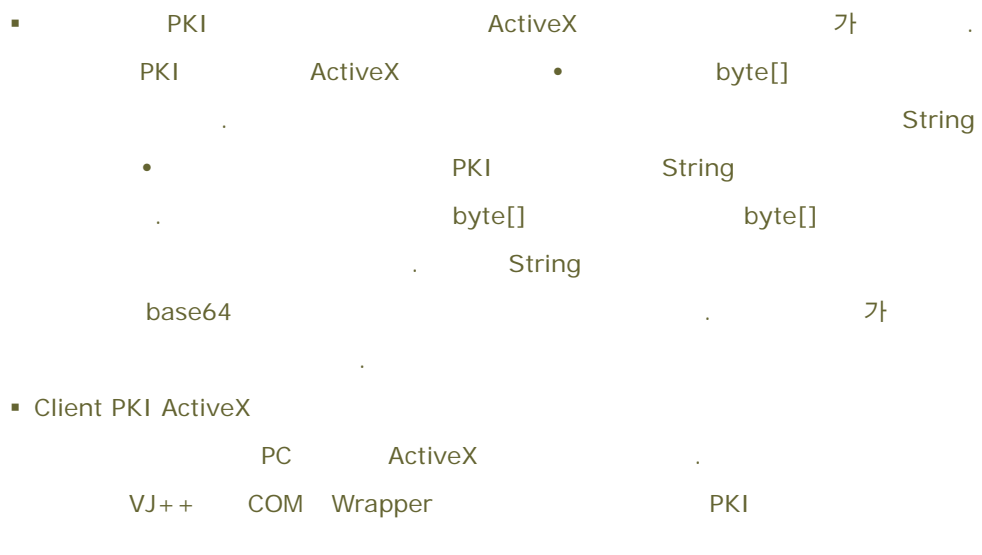 ▪ PKI ActiveX 가 .
PKI ActiveX • byte[]
. String
• PKI String
. byte[] byte[]
. String
base64 . 가
.
▪ Client PKI ActiveX
PC ActiveX .
VJ++ COM Wrapper PKI